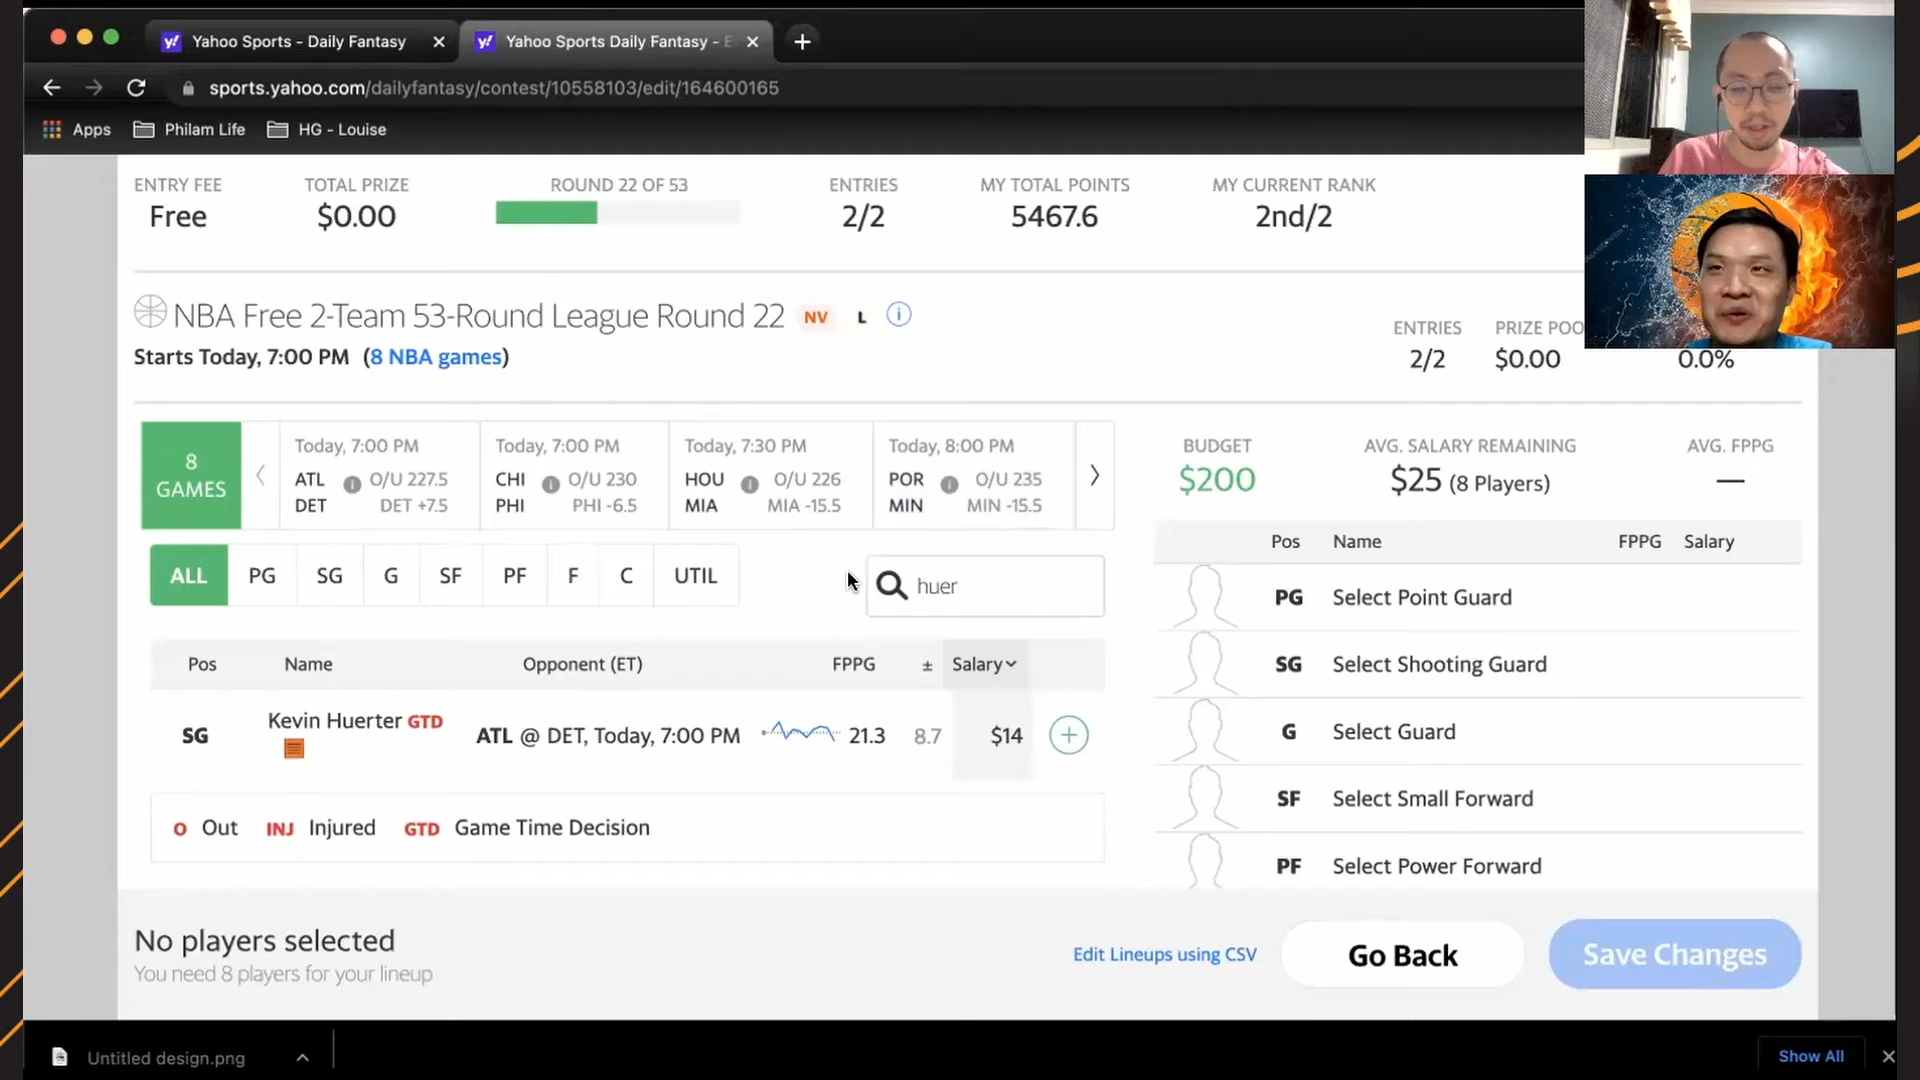 Yahoo Sports - Daily Fantasy
Yahoo Sports Daily Fantasy -
sports.yahoo.com/dailyfantasy/contest/10558103/edit/164600165
Apps Philam Life HG - Louise
ENTRY FEE TOTAL PRIZE ROUND 22 OF 53 ENTRIES MY TOTAL POINTS MY CURRENT RANK
Free $0.00 2/2 5467.6 2nd/2
NBA Free 2-Team 53-Round League Round 22 NV L i
Starts Today, 7:00 PM (8 NBA games)
ENTRIES PRIZE POO
2/2 $0.00 0.0%
8 GAMES
Today, 7:00 PM Today, 7:00 PM Today, 7:30 PM Today, 8:00 PM
ATL O/U 227.5 CHI O/U 230 HOU O/U 226 POR O/U 235
DET DET +7.5 PHI PHI -6.5 MIA MIA -15.5 MIN MIN -15.5
BUDGET AVG. SALARY REMAINING AVG. FPPG
$200 $25 (8 Players) —
ALL PG SG G SF PF F C UTIL
huer
Pos Name Opponent (ET) FPPG ± Salary
SG Kevin Huerter GTD ATL @ DET, Today, 7:00 PM 21.3 8.7 $14
O Out INJ Injured GTD Game Time Decision
Pos Name FPPG Salary
PG Select Point Guard
SG Select Shooting Guard
G Select Guard
SF Select Small Forward
PF Select Power Forward
No players selected
You need 8 players for your lineup
Edit Lineups using CSV Go Back Save Changes
Untitled design.png
Show All